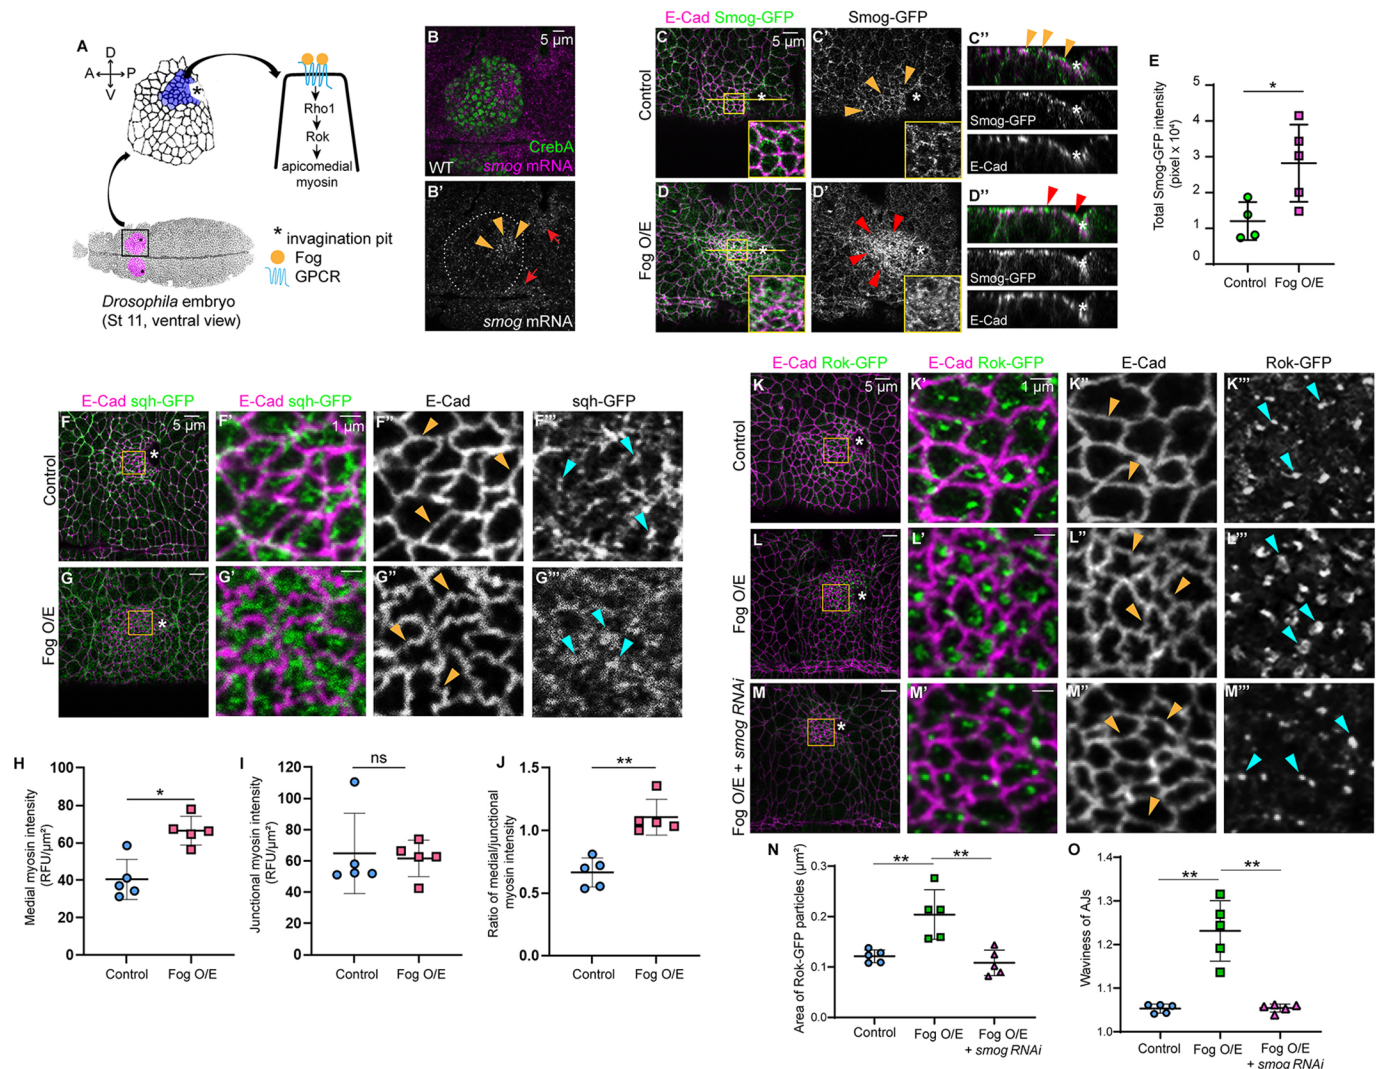 A
D
A
P
V
*
Rho1
Rok
apicomedial
myosin
* invagination pit
Fog
GPCR
Drosophila embryo
(St 11, ventral view)
B
5 µm
CrebA
WT
smog mRNA
B'
smog mRNA
E-Cad Smog-GFP
Smog-GFP
Control
C
5 µm
*
C'
*
C''
*
Smog-GFP
*
E-Cad
*
Fog O/E
D
*
D'
*
D''
*
Smog-GFP
*
E-Cad
*
E
Total Smog-GFP intensity
(pixel x 10⁴)
5
4
3
2
1
0
*
Control
Fog O/E
E-Cad sqh-GFP
E-Cad sqh-GFP
E-Cad
sqh-GFP
Control
F
5 µm
*
F'
1 µm
F''
F'''
Fog O/E
G
*
G'
G''
G'''
H
Medial myosin intensity
(RFU/µm²)
100
80
60
40
20
0
*
Control
Fog O/E
I
Junctional myosin intensity
(RFU/µm²)
120
100
80
60
40
20
0
ns
Control
Fog O/E
J
Ratio of medial/junctional
myosin intensity
1.5
1.0
0.5
0.0
**
Control
Fog O/E
E-Cad Rok-GFP
E-Cad Rok-GFP
E-Cad
Rok-GFP
Control
K
5 µm
*
K'
1 µm
K''
K'''
Fog O/E
L
*
L'
L''
L'''
Fog O/E + smog RNAi
M
*
M'
M''
M'''
N
Area of Rok-GFP particles (µm²)
0.3
0.2
0.1
0.0
**
**
Control
Fog O/E
Fog O/E
+ smog RNAi
O
Waviness of AJs
1.4
1.3
1.2
1.1
1.0
**
**
Control
Fog O/E
Fog O/E
+ smog RNAi